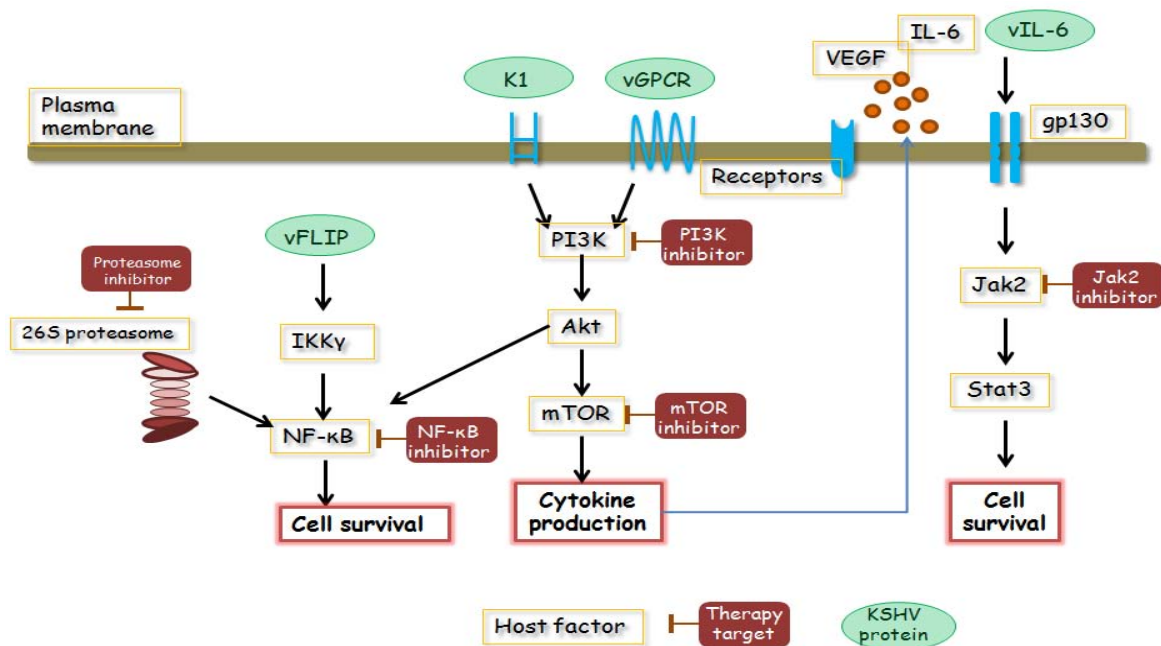 IL-6
vIL-6
VEGF
K1
vGPCR
Plasma
membrane
gp130
Receptors
vFLIP
PI3K
PI3K
inhibitor
Proteasome
inhibitor
Jak2
Jak2
inhibitor
26S proteasome
IKKγ
Akt
Stat3
mTOR
mTOR
inhibitor
NF-κB
NF-κB
inhibitor
Cell survival
Cytokine
production
Cell
survival
Host factor
Therapy
target
KSHV
protein